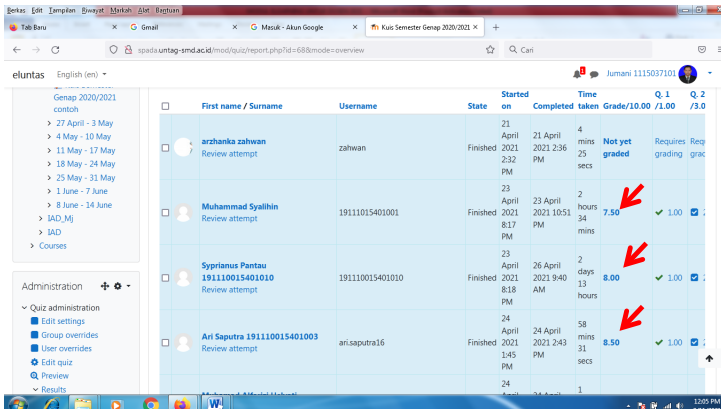 Berkas Edit Tampilan Riwayat Markah Alat Bantuan
Tab Baru × G Gmail × G Masuk - Akun Google × Kuis Semester Genap 2020/2021 × +
spada.untag-smd.ac.id/mod/quiz/report.php?id=68&mode=overview
Cari
eluntas English (en)
Jumani 1115037101
Genap 2020/2021
contoh
27 April - 3 May
4 May - 10 May
11 May - 17 May
18 May - 24 May
25 May - 31 May
1 June - 7 June
8 June - 14 June
IAD_Mj
IAD
Courses
Administration
Quiz administration
Edit settings
Group overrides
User overrides
Edit quiz
Preview
Results
First name / Surname Username State Started on Completed Time taken Grade/10.00 Q. 1 /1.00 Q. 2 /3.0
arzhanka zahwan
Review attempt
zahwan
Finished
21 April 2021 2:32 PM
21 April 2021 2:36 PM
4 mins 25 secs
Not yet graded
Requires grading
Requ grad
Muhammad Syalihin
Review attempt
19111015401001
Finished
23 April 2021 8:17 PM
23 April 2021 10:51 PM
2 hours 34 mins
7.50
1.00
Syprianus Pantau
191110015401010
Review attempt
191110015401010
Finished
23 April 2021 8:18 PM
26 April 2021 9:40 AM
2 days 13 hours
8.00
1.00
Ari Saputra 191110015401003
Review attempt
ari.saputra16
Finished
24 April 2021 1:45 PM
24 April 2021 2:43 PM
58 mins 31 secs
8.50
1.00
24
1
12:05 PM